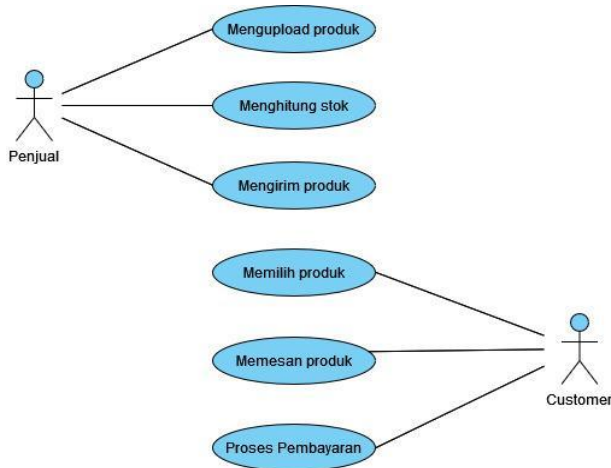 Mengupload produk
Menghitung stok
Penjual
Mengirim produk
Memilih produk
Memesan produk
Customer
Proses Pembayaran